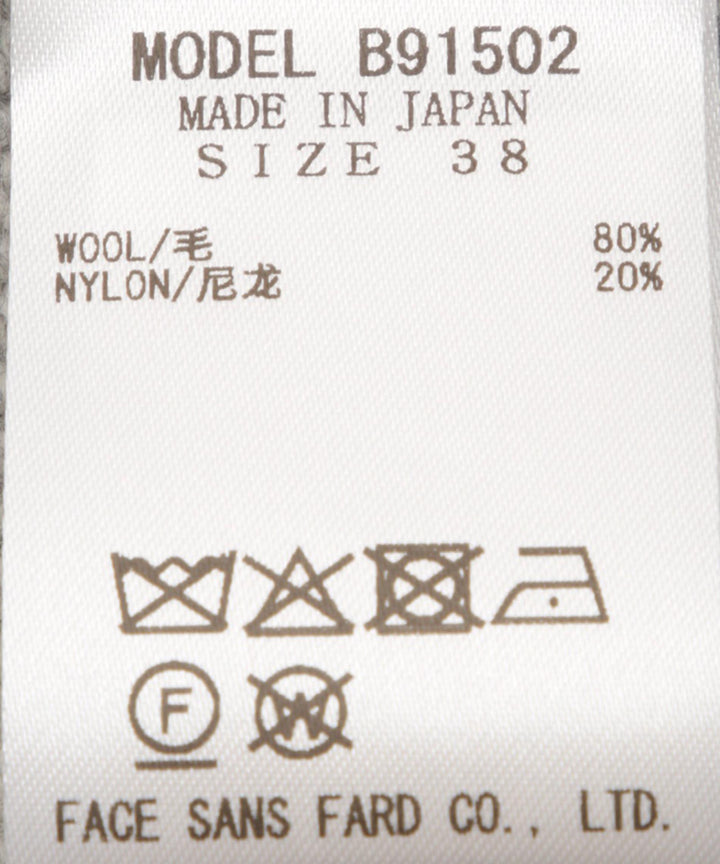 MODEL B91502
MADE IN JAPAN
SIZE 38
WOOL/毛 80%
NYLON/尼龙 20%
F W
FACE SANS FARD CO., LTD.